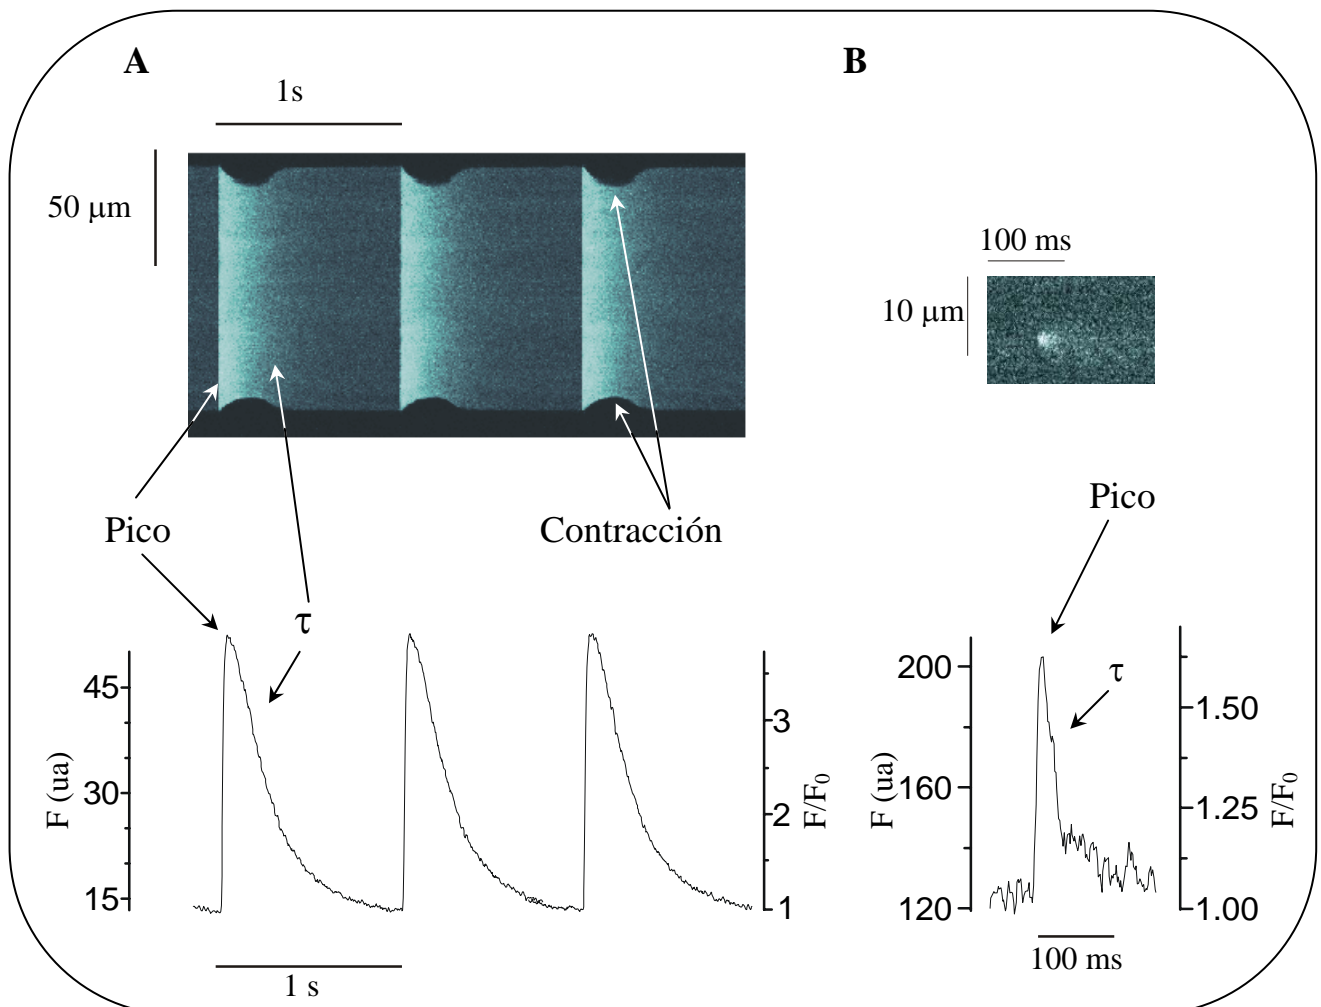 A
1s
50 μm
Pico
Contracción
τ
45
30
15
F (ua)
3
2
1
F/F0
1 s
B
100 ms
10 μm
Pico
τ
200
160
120
F (ua)
1.50
1.25
1.00
F/F0
100 ms